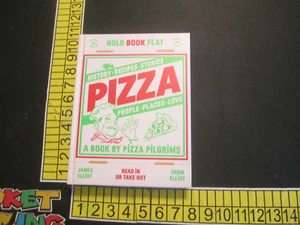 HOLD BOOK FLAT
HISTORY · RECIPES · STORIES
PIZZA
PEOPLE · PLACES · LOVE
A BOOK BY PIZZA PILGRIMS
JAMES
ELLIOT
READ IN
OR TAKE OUT
THOM
ELLIOT
1 2 3 4 5 6 7 8 9 10 11 12 13 14
1 2 3 4 5 6 7 8 9 10 11 12 13 14